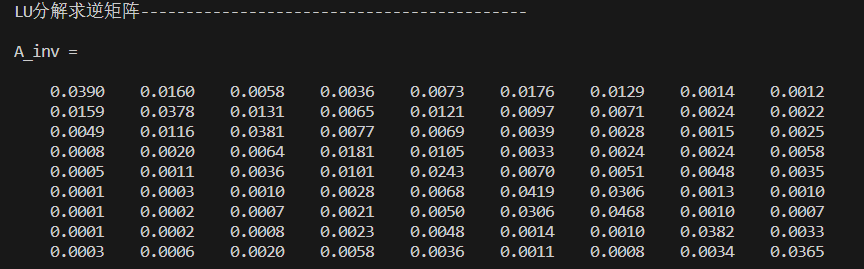 LU分解求逆矩阵-------------------------------------------
A_inv =
0.0390 0.0160 0.0058 0.0036 0.0073 0.0176 0.0129 0.0014 0.0012
0.0159 0.0378 0.0131 0.0065 0.0121 0.0097 0.0071 0.0024 0.0022
0.0049 0.0116 0.0381 0.0077 0.0069 0.0039 0.0028 0.0015 0.0025
0.0008 0.0020 0.0064 0.0181 0.0105 0.0033 0.0024 0.0024 0.0058
0.0005 0.0011 0.0036 0.0101 0.0243 0.0070 0.0051 0.0048 0.0035
0.0001 0.0003 0.0010 0.0028 0.0068 0.0419 0.0306 0.0013 0.0010
0.0001 0.0002 0.0007 0.0021 0.0050 0.0306 0.0468 0.0010 0.0007
0.0001 0.0002 0.0008 0.0023 0.0048 0.0014 0.0010 0.0382 0.0033
0.0003 0.0006 0.0020 0.0058 0.0036 0.0011 0.0008 0.0034 0.0365